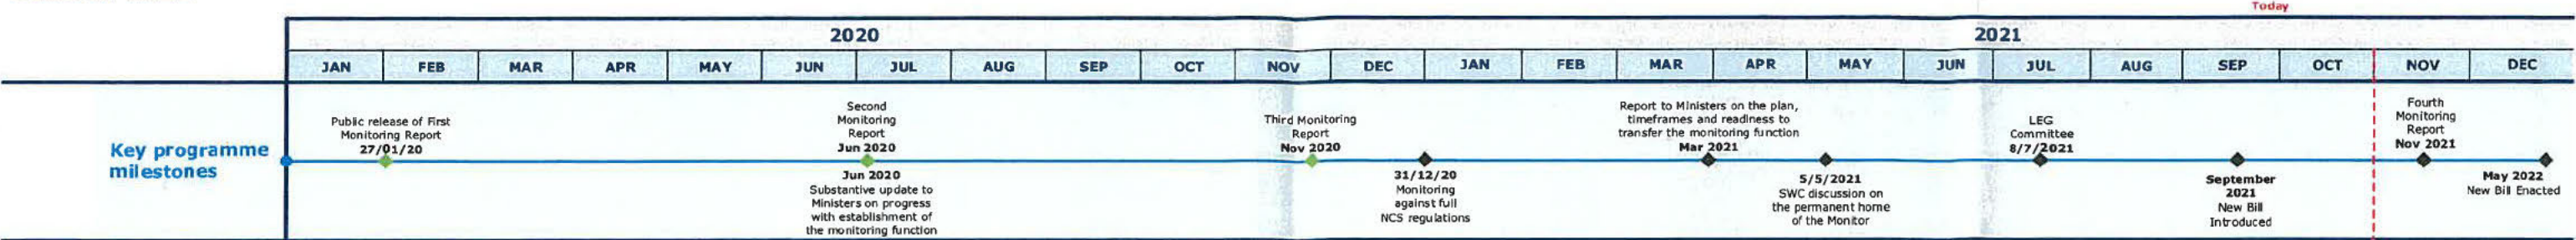 Today
2020
2021
JAN FEB MAR APR MAY JUN JUL AUG SEP OCT NOV DEC JAN FEB MAR APR MAY JUN JUL AUG SEP OCT NOV DEC
Key programme
milestones
Public release of First
Monitoring Report
27/01/20
Second
Monitoring
Report
Jun 2020
Jun 2020
Substantive update to
Ministers on progress
with establishment of
the monitoring function
Third Monitoring
Report
Nov 2020
31/12/20
Monitoring
against full
NCS regulations
Report to Ministers on the plan,
timeframes and readiness to
transfer the monitoring function
Mar 2021
5/5/2021
SWC discussion on
the permanent home
of the Monitor
LEG
Committee
8/7/2021
September
2021
New Bill
Introduced
Fourth
Monitoring
Report
Nov 2021
May 2022
New Bill Enacted